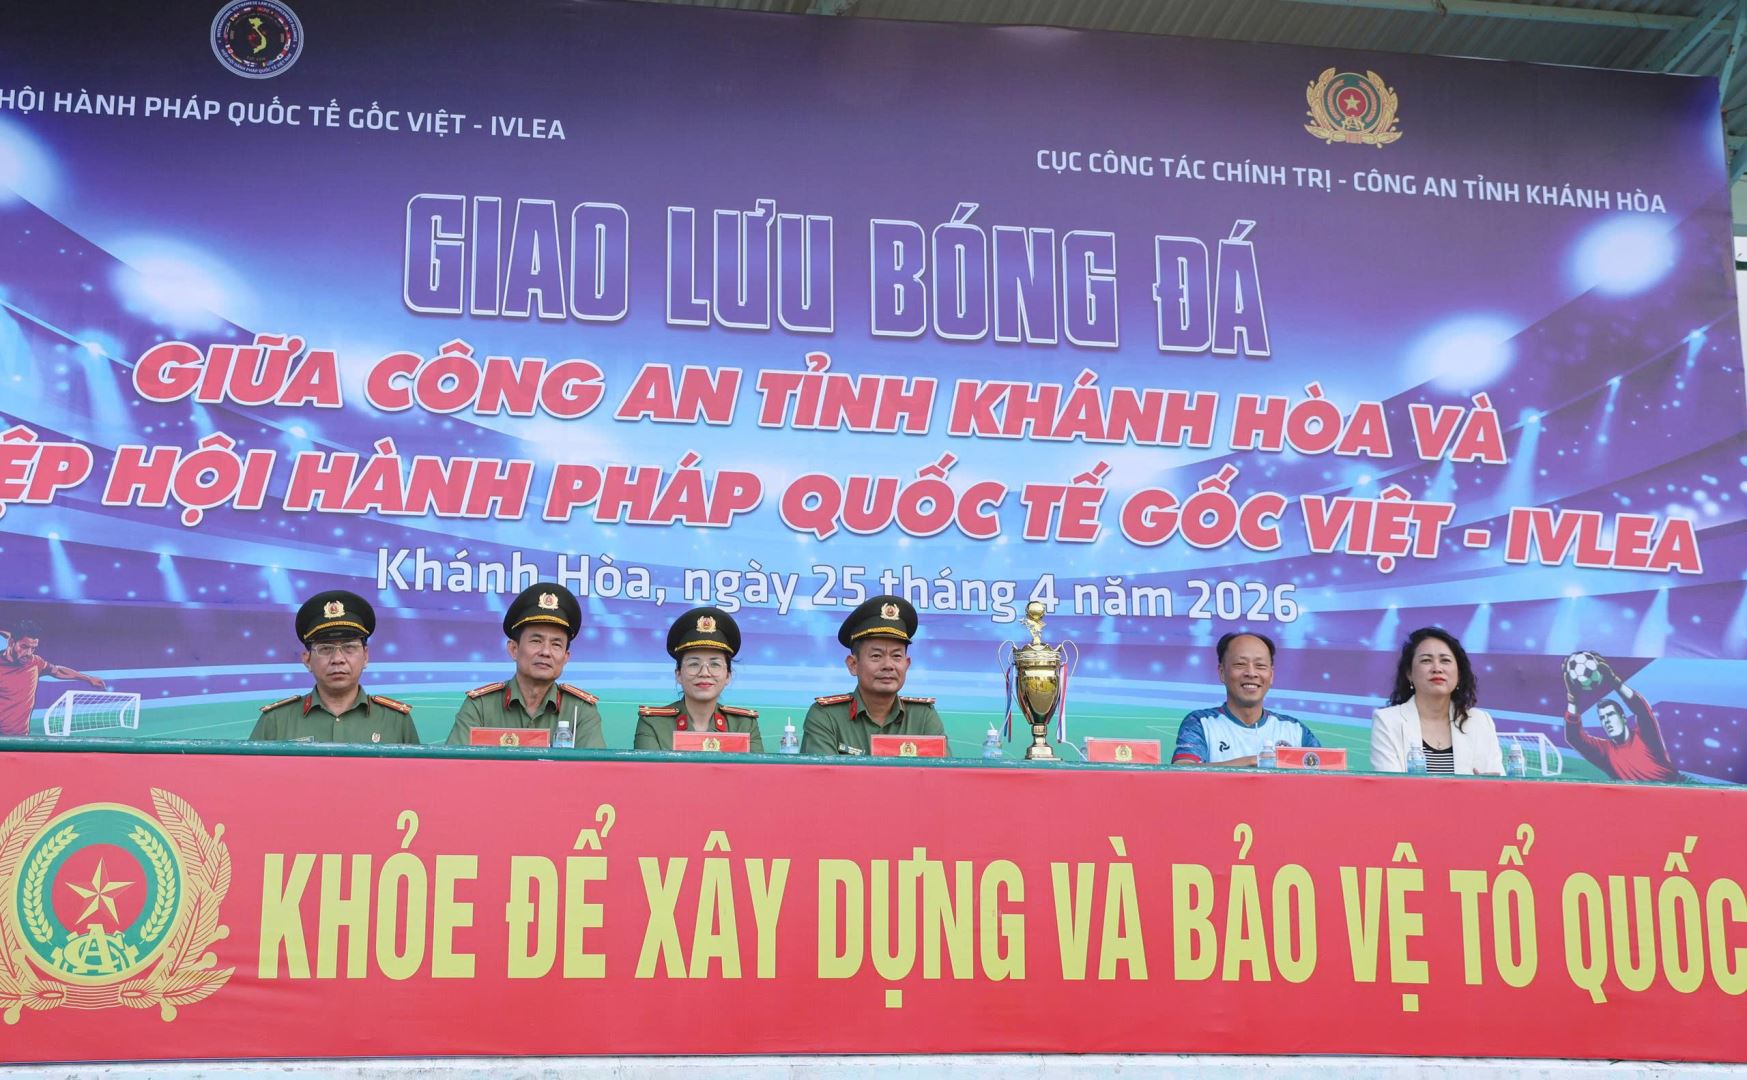 HỘI HÀNH PHÁP QUỐC TẾ GỐC VIỆT - IVLEA
CỤC CÔNG TÁC CHÍNH TRỊ - CÔNG AN TỈNH KHÁNH HÒA
GIAO LƯU BÓNG ĐÁ
GIỮA CÔNG AN TỈNH KHÁNH HÒA VÀ
ỆP HỘI HÀNH PHÁP QUỐC TẾ GỐC VIỆT - IVLEA
Khánh Hòa, ngày 25 tháng 4 năm 2026
KHỎE ĐỂ XÂY DỰNG VÀ BẢO VỆ TỔ QUỐC